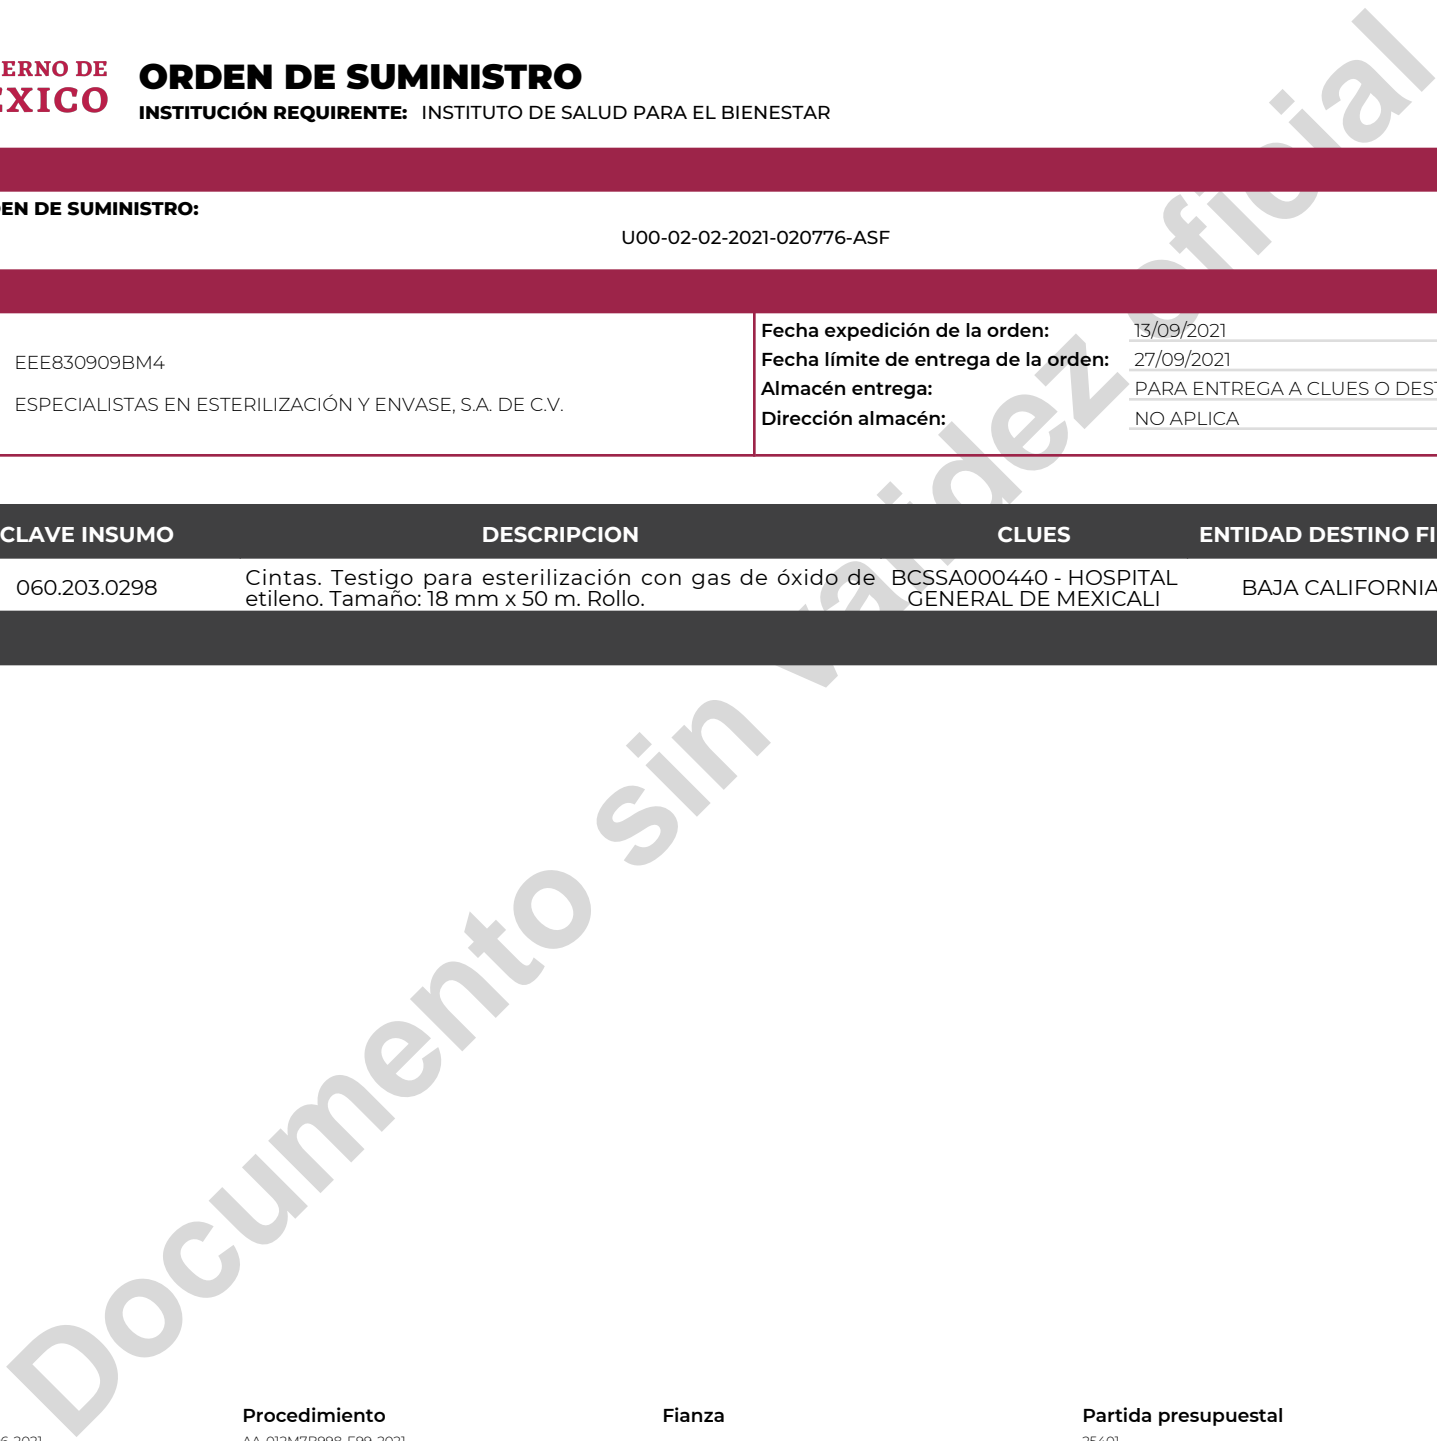 ERNO DE
EXICO
ORDEN DE SUMINISTRO
INSTITUCIÓN REQUIRENTE: INSTITUTO DE SALUD PARA EL BIENESTAR
EN DE SUMINISTRO:
U00-02-02-2021-020776-ASF
EEE830909BM4
ESPECIALISTAS EN ESTERILIZACIÓN Y ENVASE, S.A. DE C.V.
Fecha expedición de la orden: 13/09/2021
Fecha límite de entrega de la orden: 27/09/2021
Almacén entrega: PARA ENTREGA A CLUES O DEST
Dirección almacén: NO APLICA
CLAVE INSUMO DESCRIPCION CLUES ENTIDAD DESTINO FI
060.203.0298 Cintas. Testigo para esterilización con gas de óxido de etileno. Tamaño: 18 mm x 50 m. Rollo. BCSSA000440 - HOSPITAL GENERAL DE MEXICALI BAJA CALIFORNIA
Documento sin validez oficial
Procedimiento Fianza Partida presupuestal